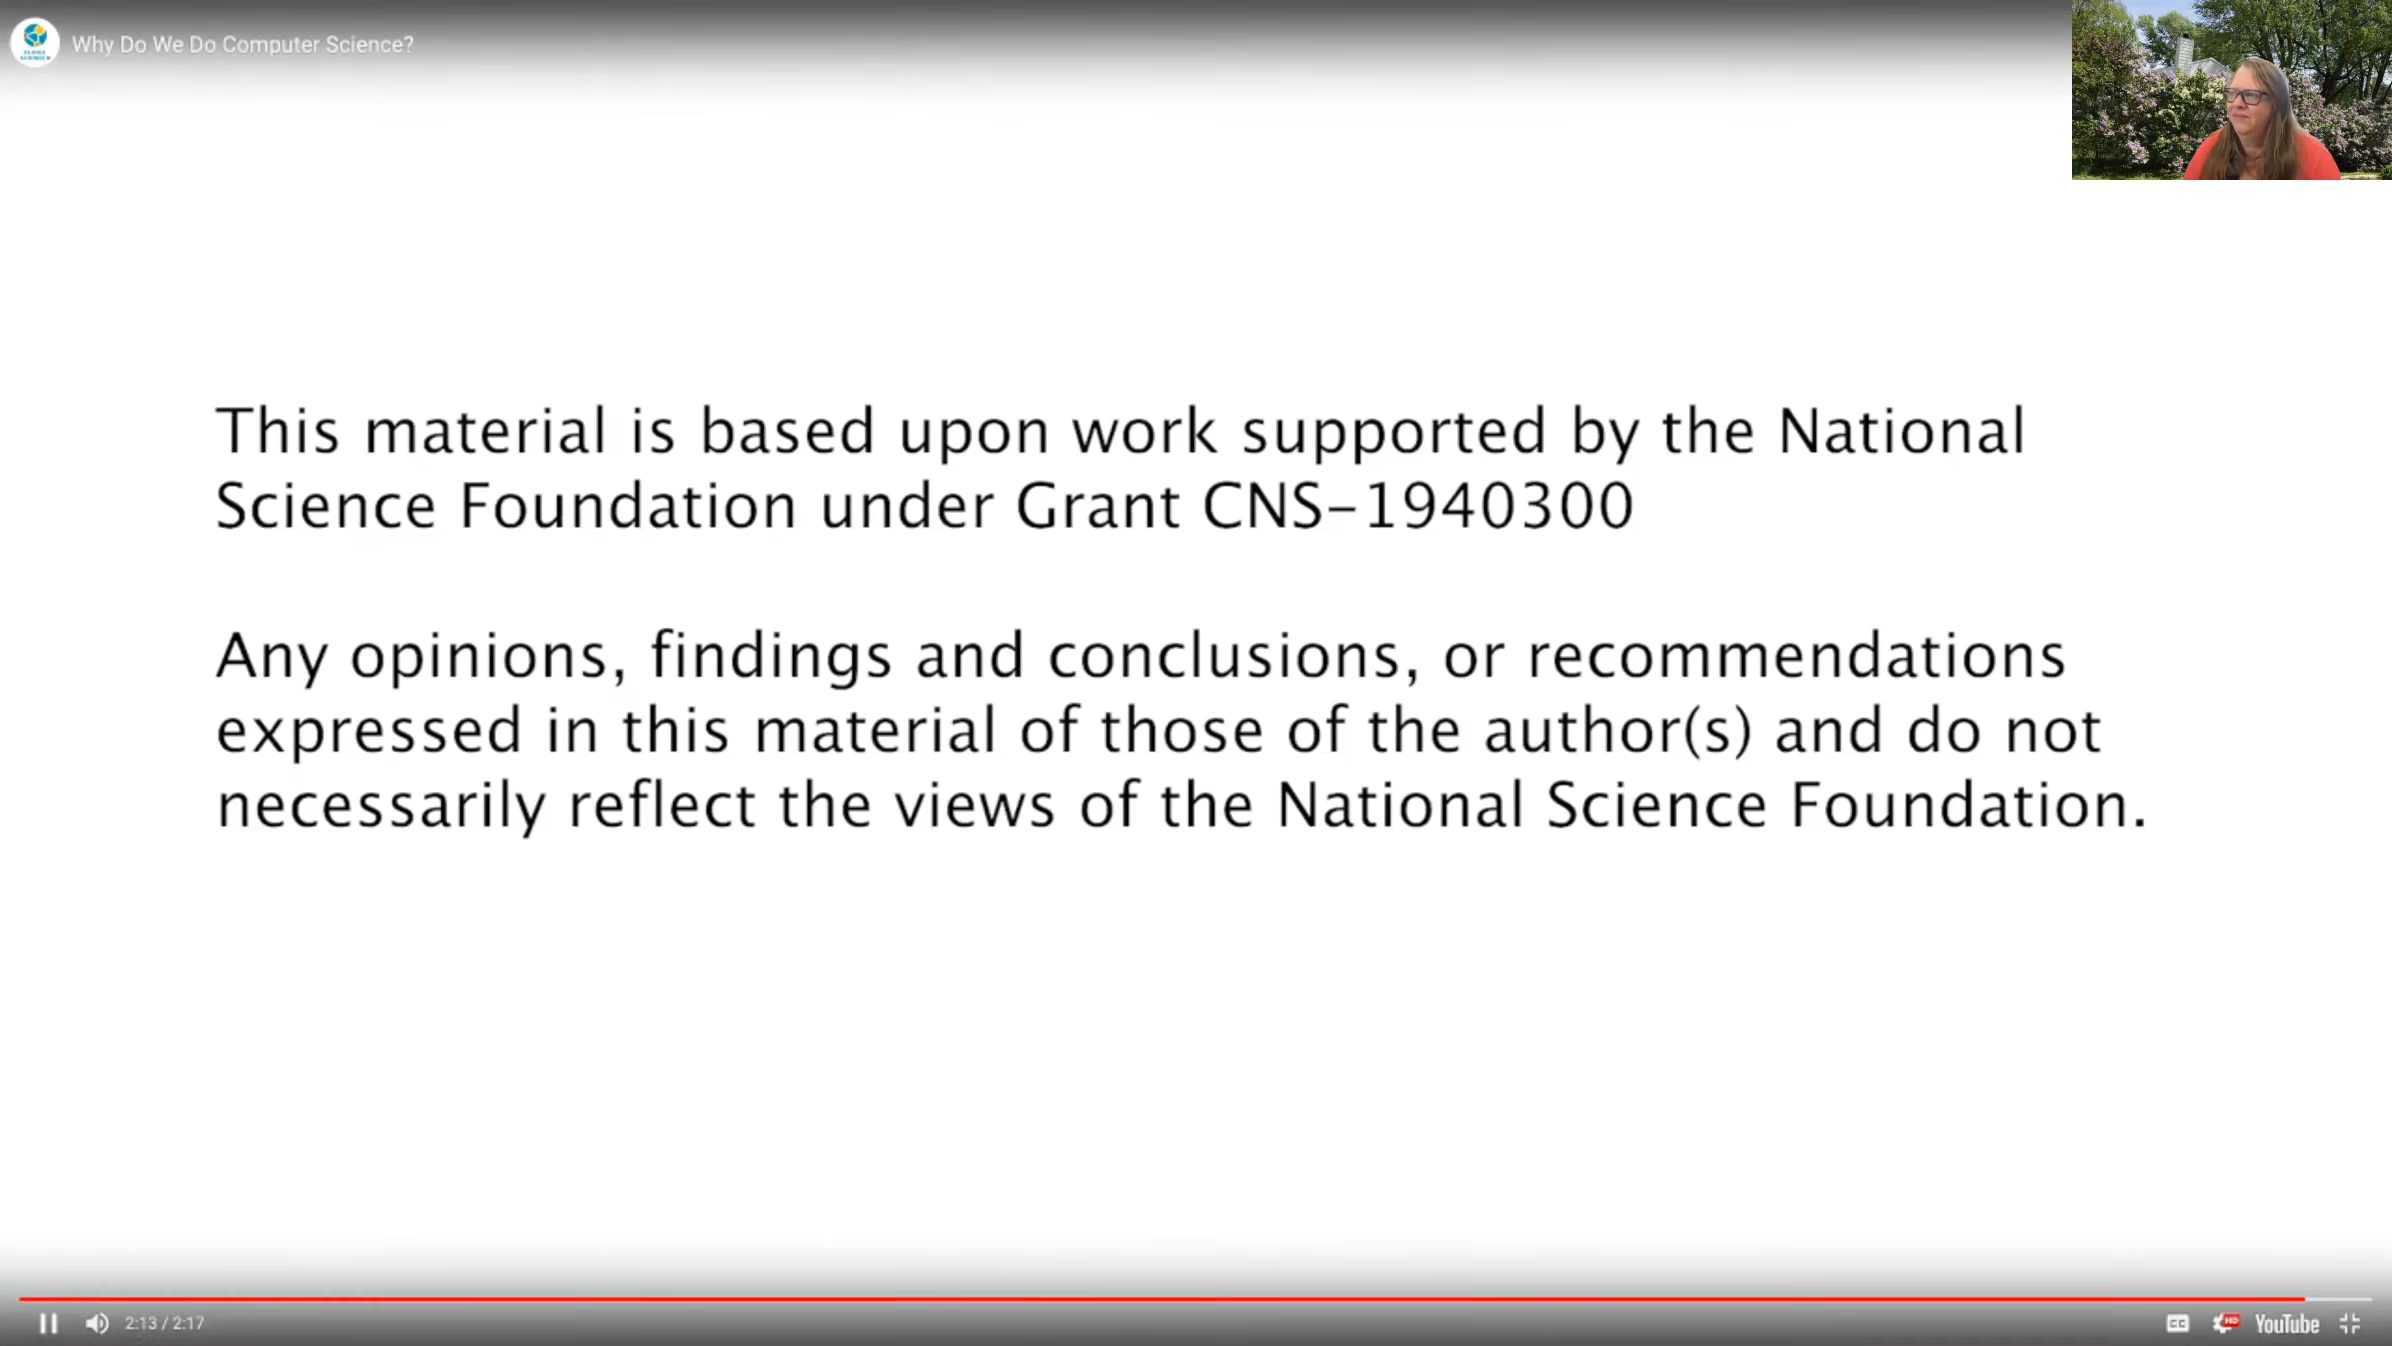 Why Do We Do Computer Science?
This material is based upon work supported by the National
Science Foundation under Grant CNS-1940300
Any opinions, findings and conclusions, or recommendations
expressed in this material of those of the author(s) and do not
necessarily reflect the views of the National Science Foundation.
2:13 / 2:17
CC
HD
YouTube